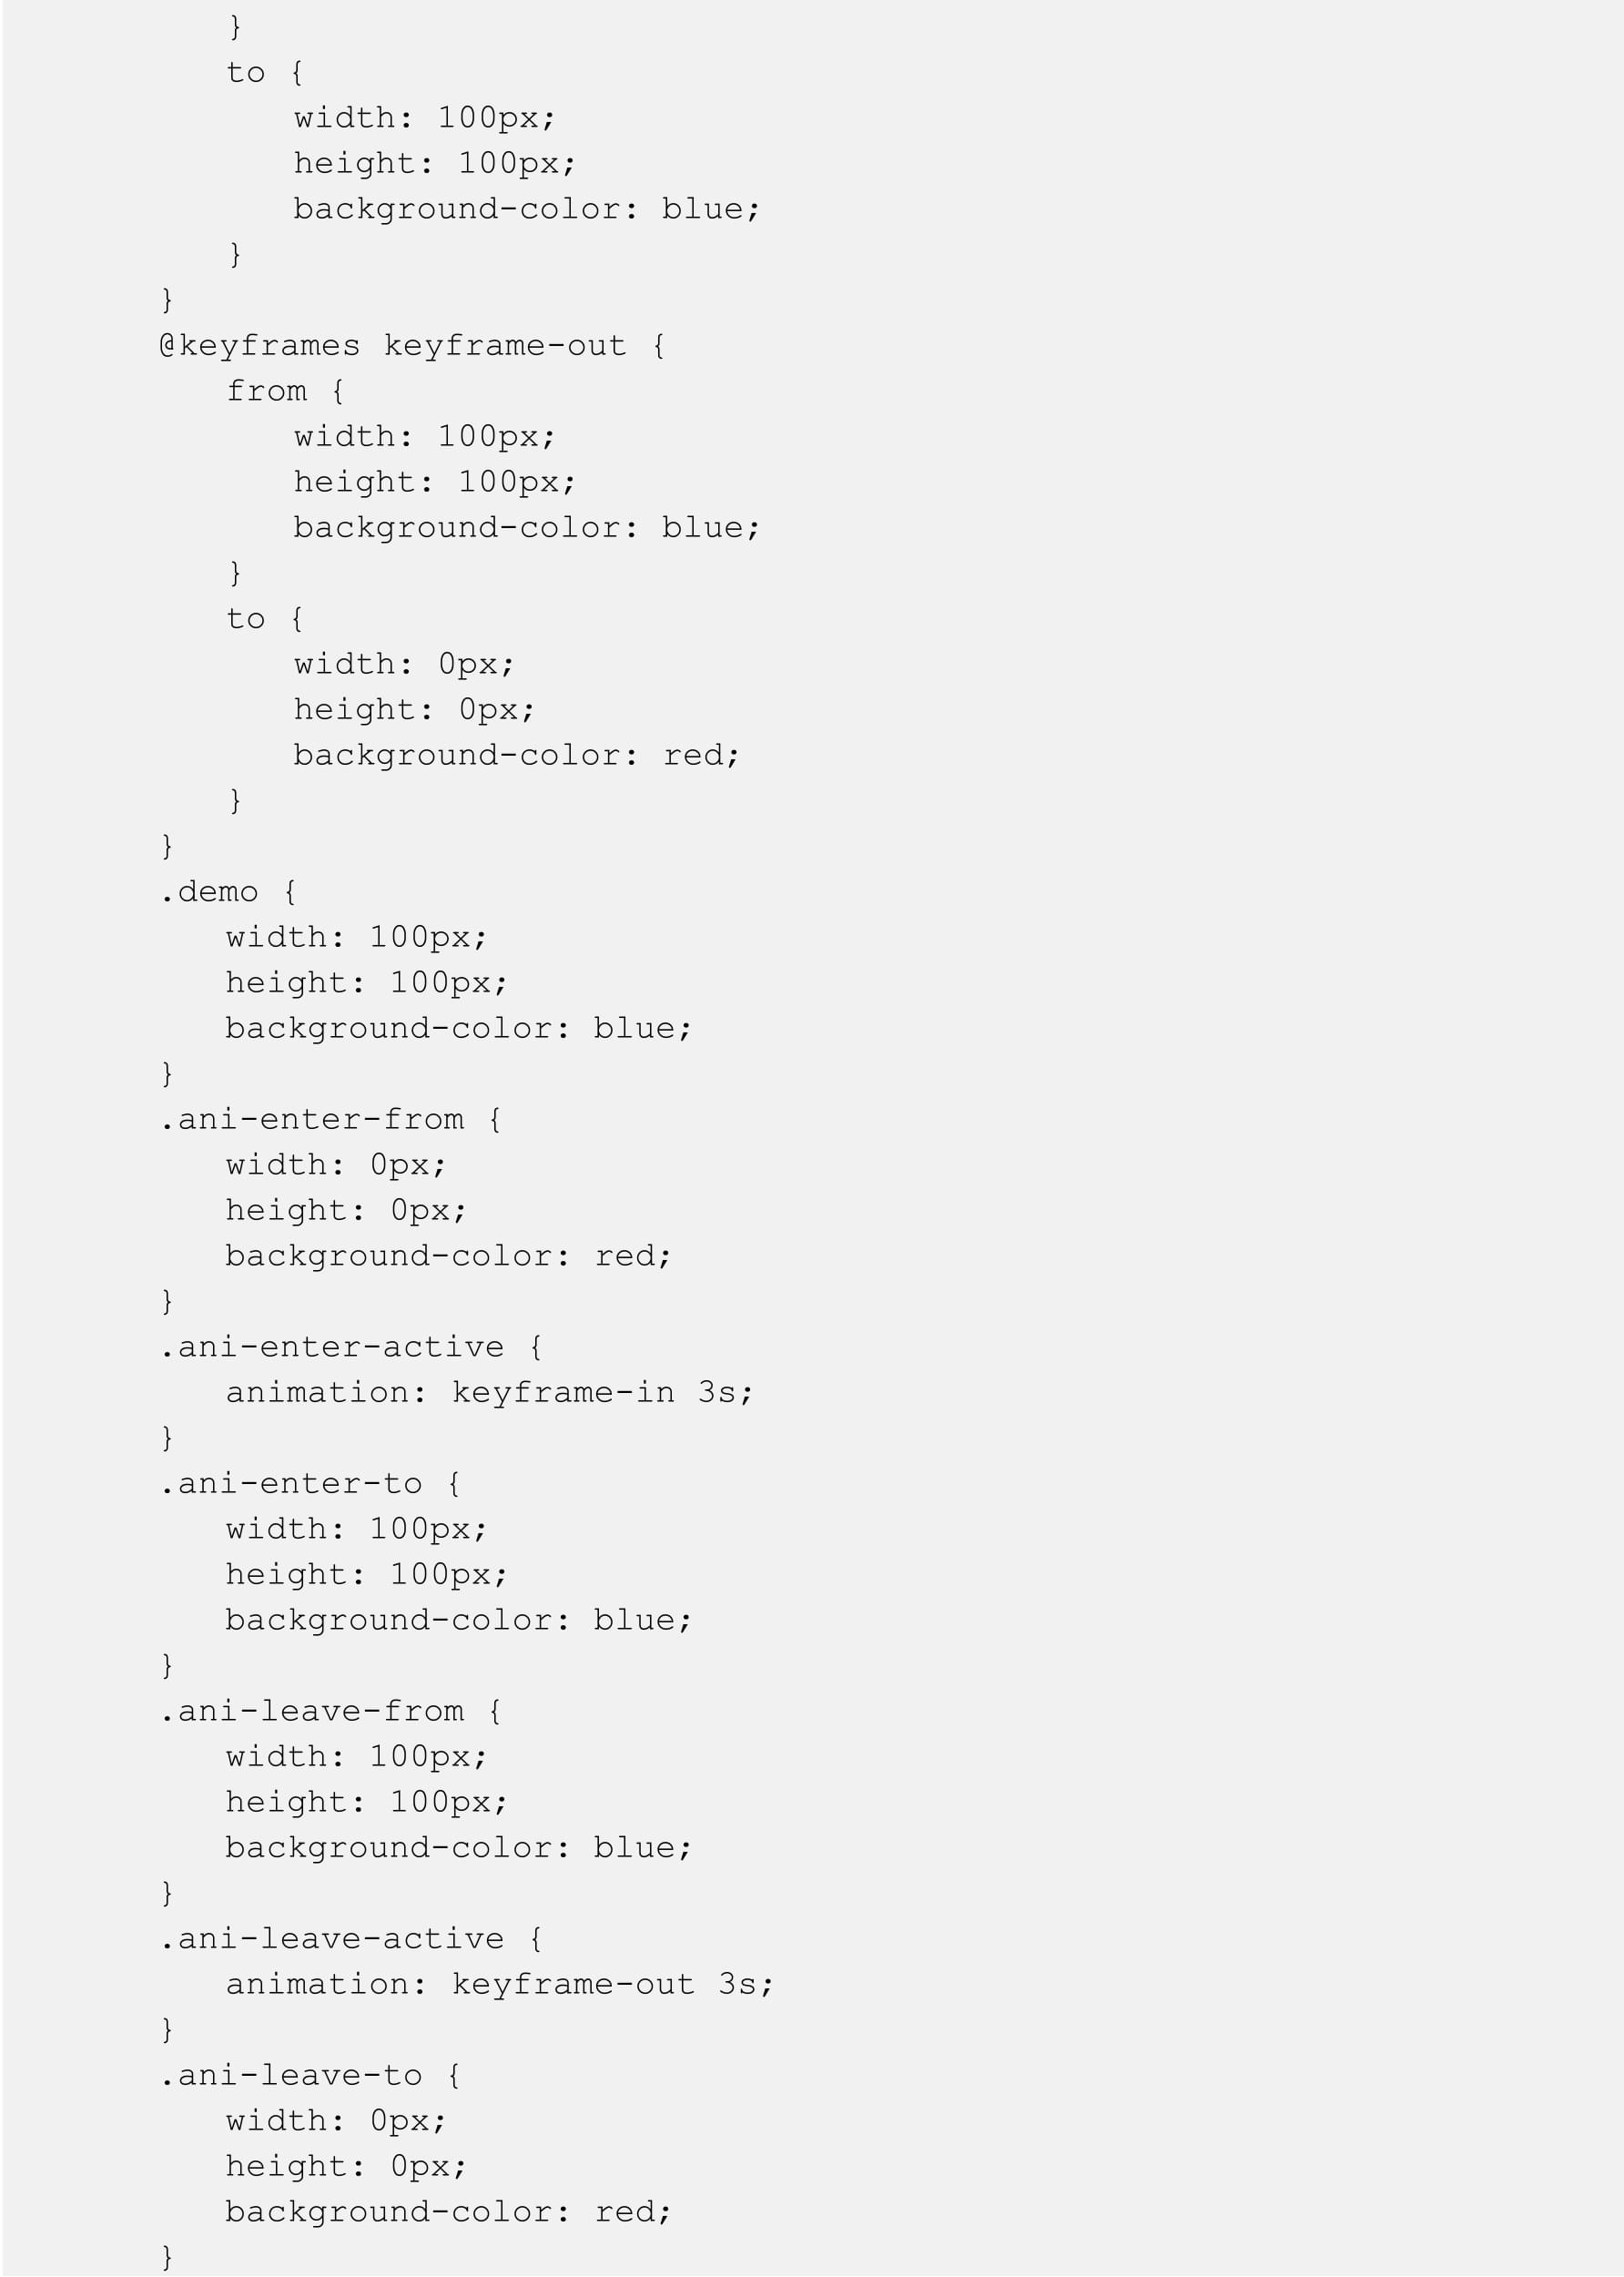 }
to {
width: 100px;
height: 100px;
background-color: blue;
}
}
@keyframes keyframe-out {
from {
width: 100px;
height: 100px;
background-color: blue;
}
to {
width: 0px;
height: 0px;
background-color: red;
}
}
.demo {
width: 100px;
height: 100px;
background-color: blue;
}
.ani-enter-from {
width: 0px;
height: 0px;
background-color: red;
}
.ani-enter-active {
animation: keyframe-in 3s;
}
.ani-enter-to {
width: 100px;
height: 100px;
background-color: blue;
}
.ani-leave-from {
width: 100px;
height: 100px;
background-color: blue;
}
.ani-leave-active {
animation: keyframe-out 3s;
}
.ani-leave-to {
width: 0px;
height: 0px;
background-color: red;
}